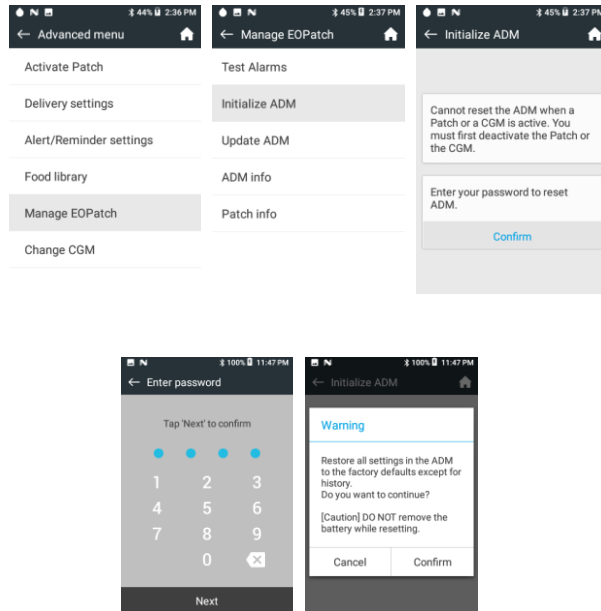 44% 2:36 PM
← Advanced menu
Activate Patch
Delivery settings
Alert/Reminder settings
Food library
Manage EOPatch
Change CGM
45% 2:37 PM
← Manage EOPatch
Test Alarms
Initialize ADM
Update ADM
ADM info
Patch info
45% 2:37 PM
← Initialize ADM
Cannot reset the ADM when a
Patch or a CGM is active. You
must first deactivate the Patch or
the CGM.
Enter your password to reset
ADM.
Confirm
100% 11:47 PM
← Enter password
Tap 'Next' to confirm
1 2 3
4 5 6
7 8 9
0
Next
100% 11:47 PM
← Initialize ADM
Warning
Restore all settings in the ADM
to the factory defaults except for
history.
Do you want to continue?
[Caution] DO NOT remove the
battery while resetting.
Cancel Confirm